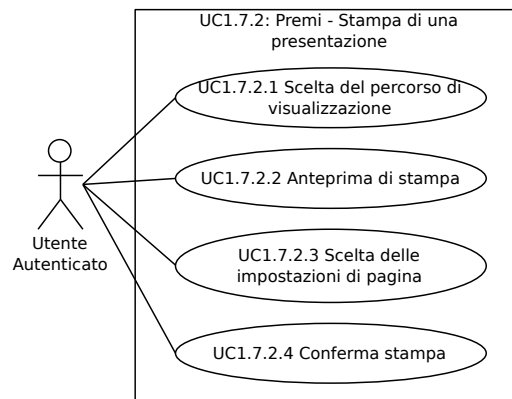 UC1.7.2: Premi - Stampa di una
presentazione
UC1.7.2.1 Scelta del percorso di
visualizzazione
UC1.7.2.2 Anteprima di stampa
Utente
Autenticato
UC1.7.2.3 Scelta delle
impostazioni di pagina
UC1.7.2.4 Conferma stampa